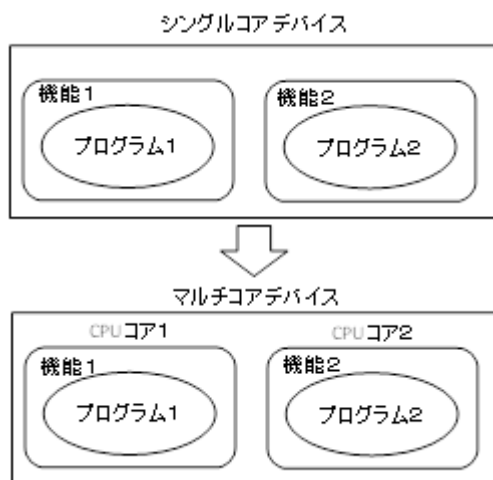 シングルコアデバイス
機能1
機能2
プログラム1
プログラム2
マルチコアデバイス
CPUコア1
CPUコア2
機能1
機能2
プログラム1
プログラム2